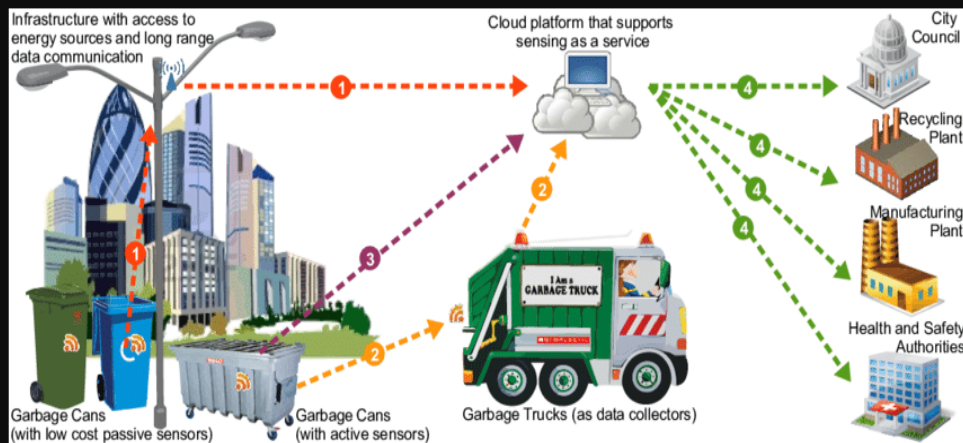 Infrastructure with access to
energy sources and long range
data communication
Cloud platform that supports
sensing as a service
City
Council
1
4
Recycling
Plant
4
2
1
3
4
Manufacturing
Plant
4
I Am a
GARBAGE TRUCK
2
Health and Safety
Authorities
Garbage Cans
(with low cost passive sensors)
Garbage Cans
(with active sensors)
Garbage Trucks (as data collectors)